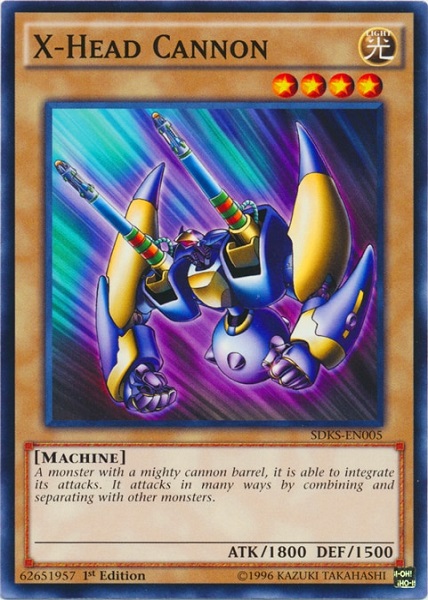 X-Head Cannon
LIGHT
光
SDKS-EN005
[Machine]
A monster with a mighty cannon barrel, it is able to integrate
its attacks. It attacks in many ways by combining and
separating with other monsters.
ATK/1800 DEF/1500
62651957 1st Edition ©1996 KAZUKI TAKAHASHI